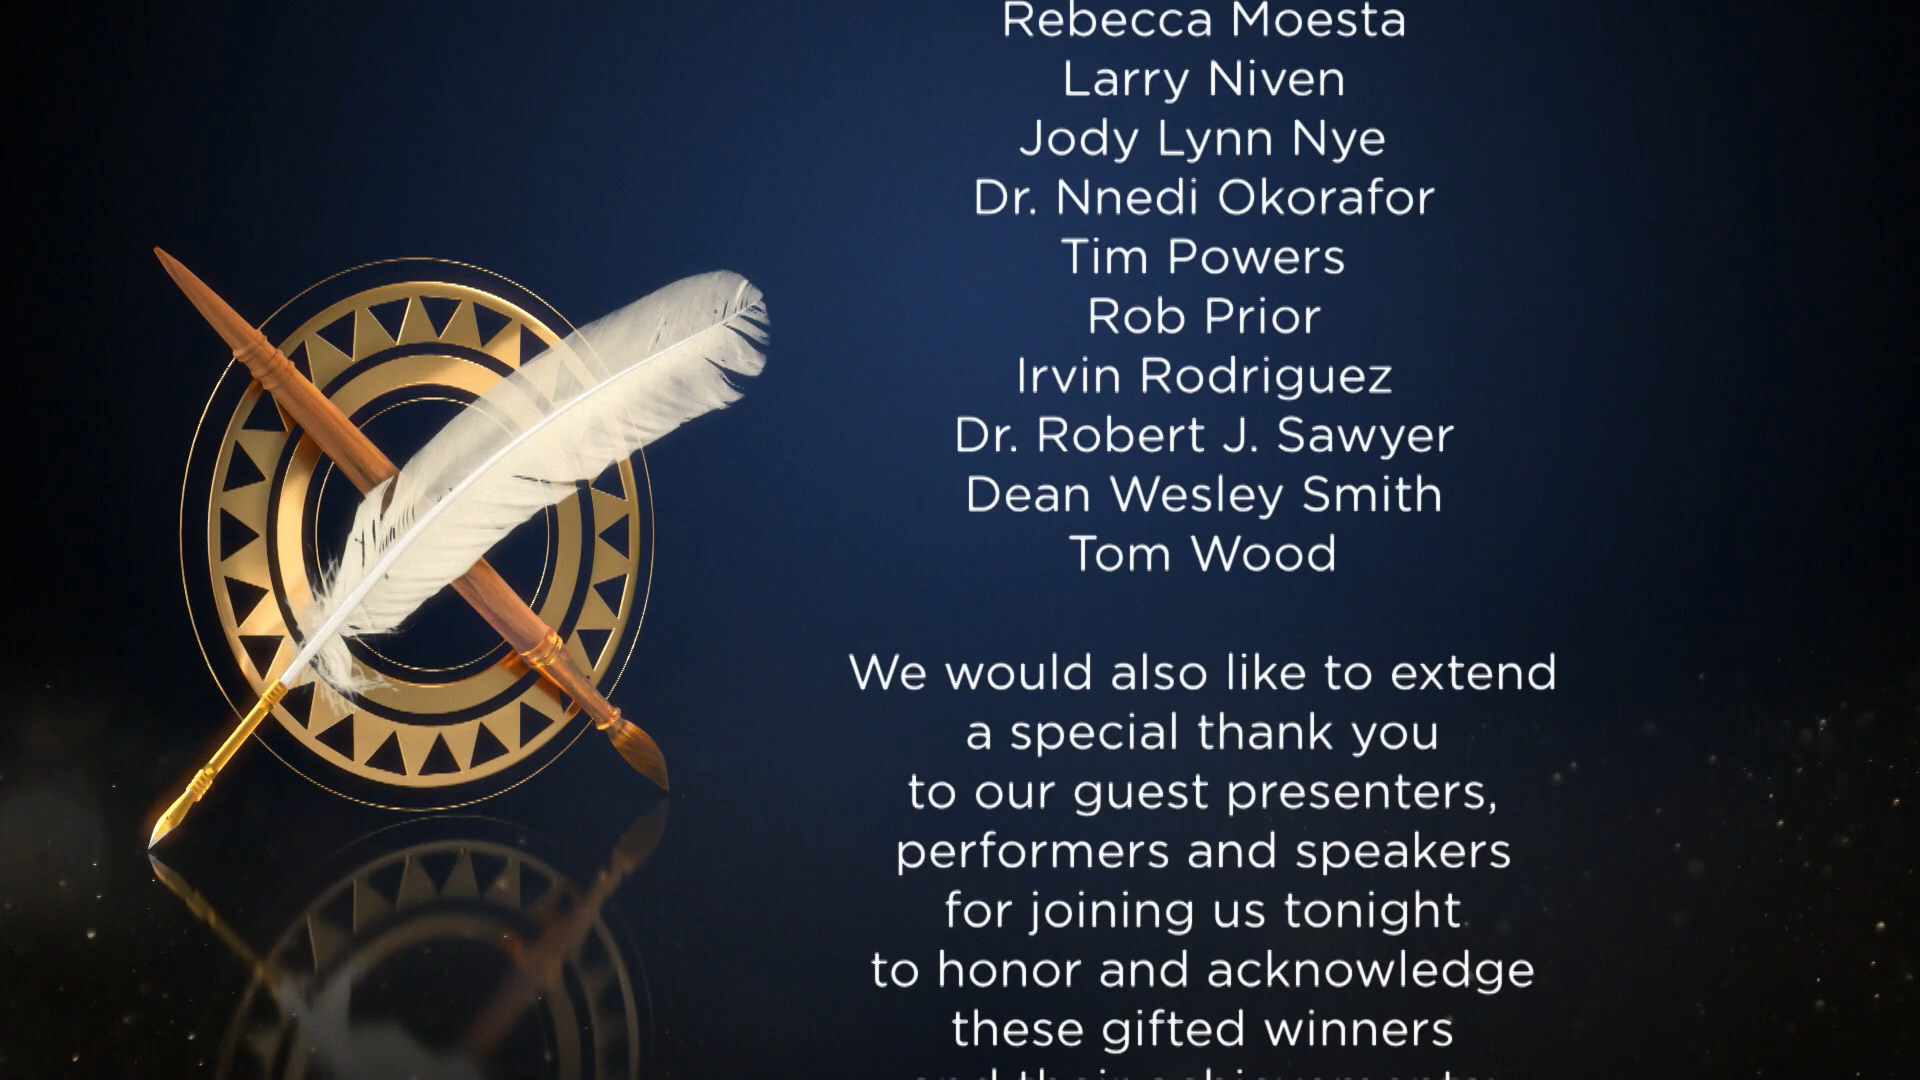 Rebecca Moesta
Larry Niven
Jody Lynn Nye
Dr. Nnedi Okorafor
Tim Powers
Rob Prior
Irvin Rodriguez
Dr. Robert J. Sawyer
Dean Wesley Smith
Tom Wood
We would also like to extend
a special thank you
to our guest presenters,
performers and speakers
for joining us tonight
to honor and acknowledge
these gifted winners
and their